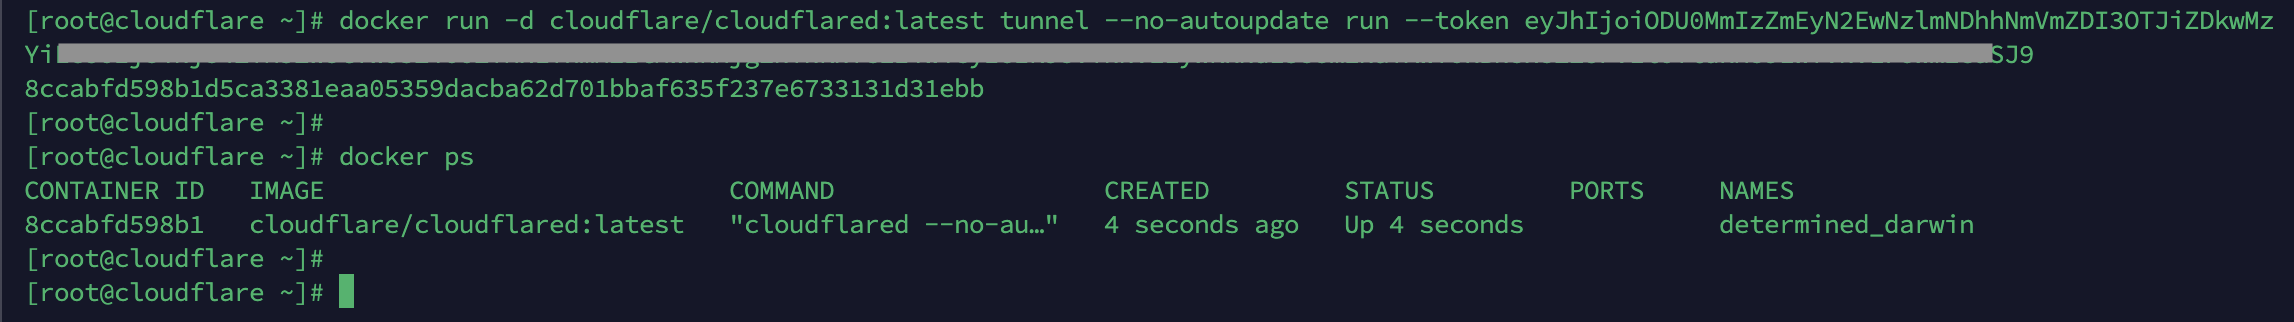 [root@cloudflare ~]# docker run -d cloudflare/cloudflared:latest tunnel --no-autoupdate run --token eyJhIjoiODU0MmIzZmEyN2EwNzlmNDhhNmVmZDI3OTJiZDkwMz
Yi SJ9
8ccabfd598b1d5ca3381eaa05359dacba62d701bbaf635f237e6733131d31ebb
[root@cloudflare ~]#
[root@cloudflare ~]# docker ps
CONTAINER ID IMAGE COMMAND CREATED STATUS PORTS NAMES
8ccabfd598b1 cloudflare/cloudflared:latest "cloudflared --no-au…" 4 seconds ago Up 4 seconds determined_darwin
[root@cloudflare ~]#
[root@cloudflare ~]#